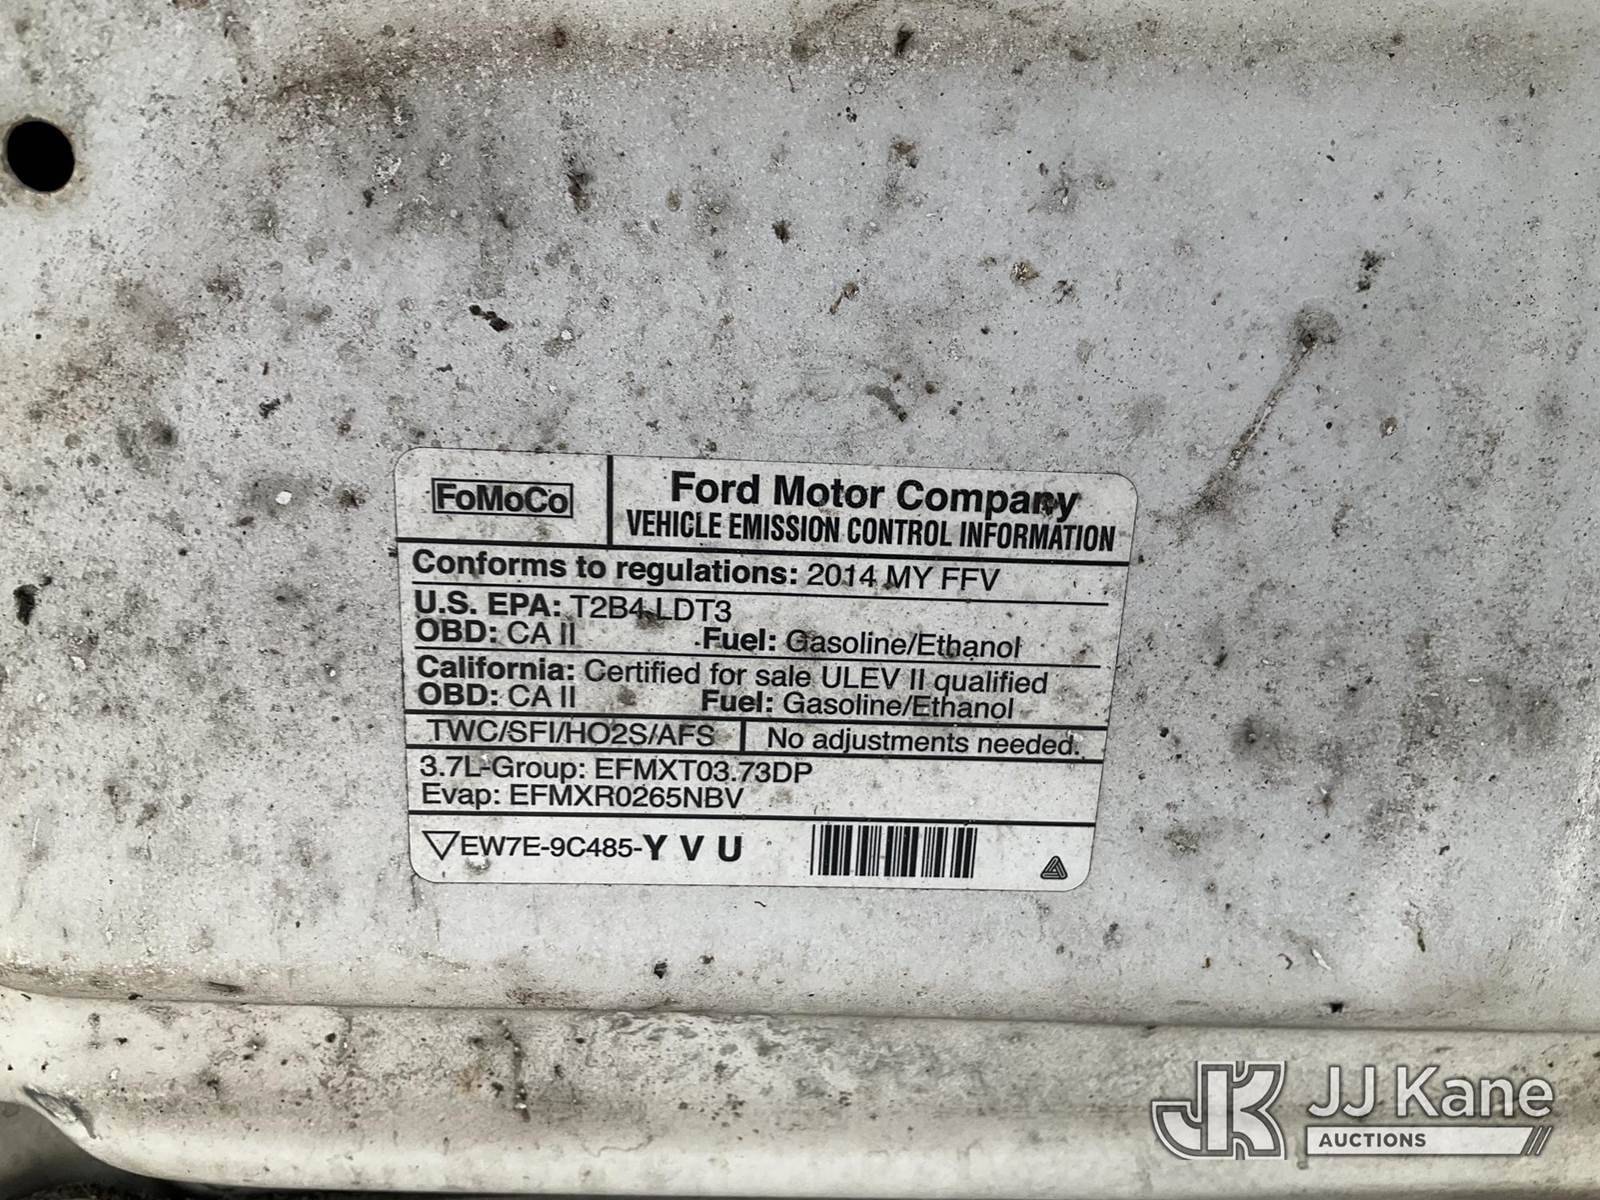 FoMoCo
Ford Motor Company
VEHICLE EMISSION CONTROL INFORMATION
Conforms to regulations: 2014 MY FFV
U.S. EPA: T2B4 LDT3
OBD: CA II Fuel: Gasoline/Ethanol
California: Certified for sale ULEV II qualified
OBD: CA II Fuel: Gasoline/Ethanol
TWC/SFI/HO2S/AFS No adjustments needed.
3.7L-Group: EFMXT03.73DP
Evap: EFMXR0265NBV
EW7E-9C485-Y V U
JK JJ Kane
AUCTIONS